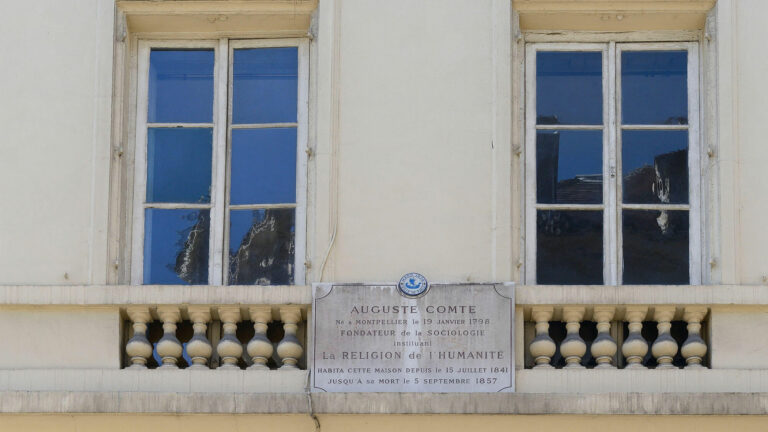 AUGUSTE COMTE
NÉ À MONTPELLIER le 19 JANVIER 1798
FONDATEUR de la SOCIOLOGIE
instituant
La RELIGION de l'HUMANITÉ
HABITA CETTE MAISON DEPUIS le 15 JUILLET 1841
JUSQU'À sa MORT le 5 SEPTEMBRE 1857